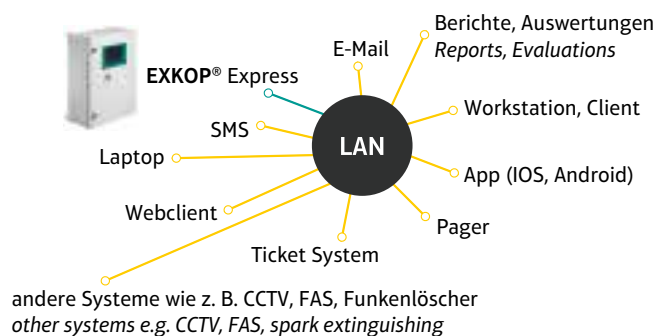 Berichte, Auswertungen
Reports, Evaluations
E-Mail
EXKOP® Express
Workstation, Client
SMS
LAN
Laptop
App (IOS, Android)
Webclient
Pager
Ticket System
andere Systeme wie z. B. CCTV, FAS, Funkenlöscher
other systems e.g. CCTV, FAS, spark extinguishing